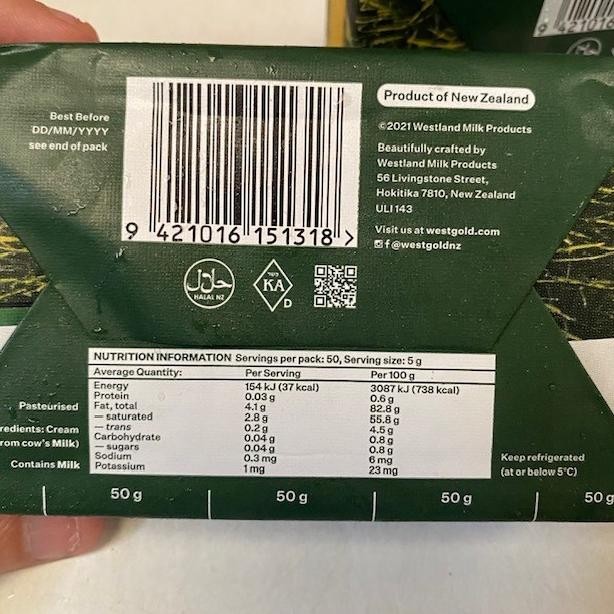 Best Before
DD/MM/YYYY
see end of pack
9 421016 151318 >
Product of New Zealand
©2021 Westland Milk Products
Beautifully crafted by
Westland Milk Products
56 Livingstone Street,
Hokitika 7810, New Zealand
ULI 143
Visit us at westgold.com
f @westgoldnz
حلال
HALAL NZ
כשר
KA
D
NUTRITION INFORMATION Servings per pack: 50, Serving size: 5 g
Average Quantity: Per Serving Per 100 g
Energy 154 kJ (37 kcal) 3087 kJ (738 kcal)
Protein 0.03 g 0.6 g
Fat, total 4.1 g 82.8 g
— saturated 2.8 g 55.8 g
— trans 0.2 g 4.5 g
Carbohydrate 0.04 g 0.8 g
— sugars 0.04 g 0.8 g
Sodium 0.3 mg 6 mg
Potassium 1 mg 23 mg
Pasteurised
redients: Cream
rom cow's Milk)
Contains Milk
Keep refrigerated
(at or below 5°C)
50 g 50 g 50 g 50 g